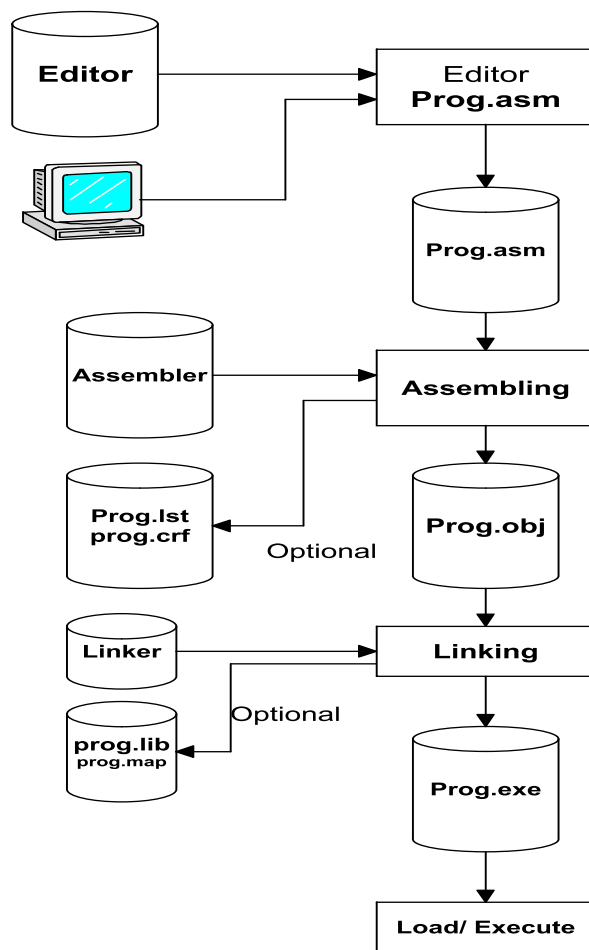 Editor
Editor
Prog.asm
Prog.asm
Assembler
Assembling
Prog.lst
prog.crf
Optional
Prog.obj
Linker
Linking
Optional
prog.lib
prog.map
Prog.exe
Load/ Execute